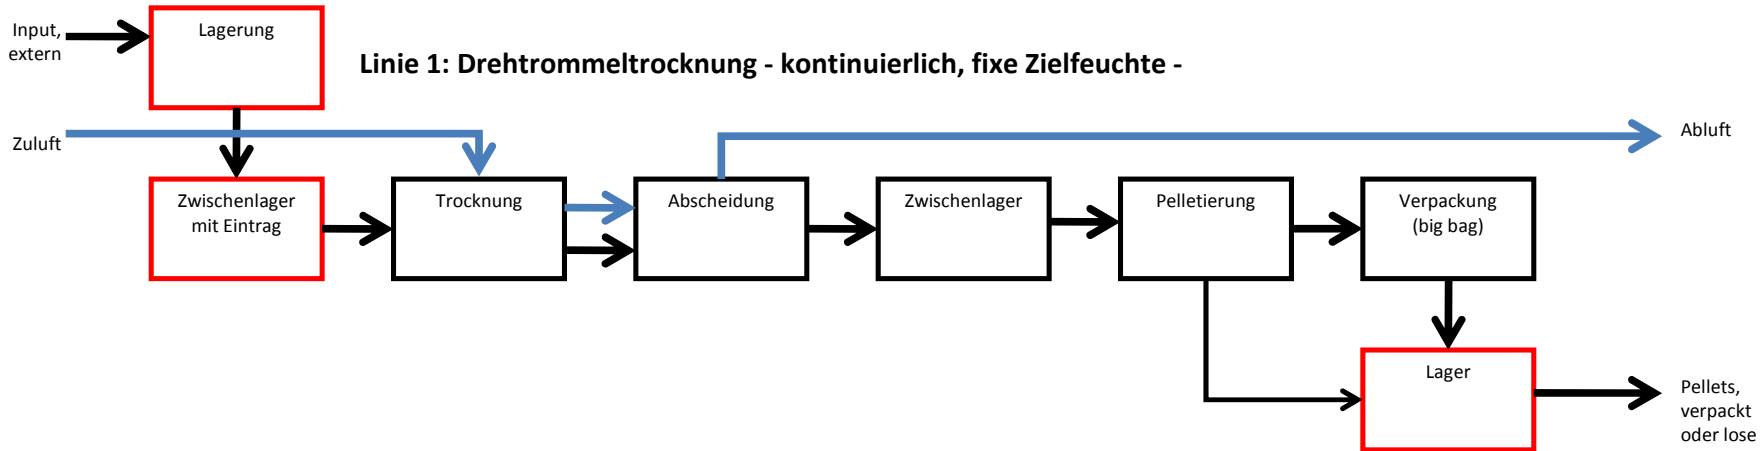 Input,
extern
Lagerung
Linie 1: Drehtrommeltrocknung - kontinuierlich, fixe Zielfeuchte -
Zuluft
Abluft
Zwischenlager
mit Eintrag
Trocknung
Abscheidung
Zwischenlager
Pelletierung
Verpackung
(big bag)
Lager
Pellets,
verpackt
oder lose